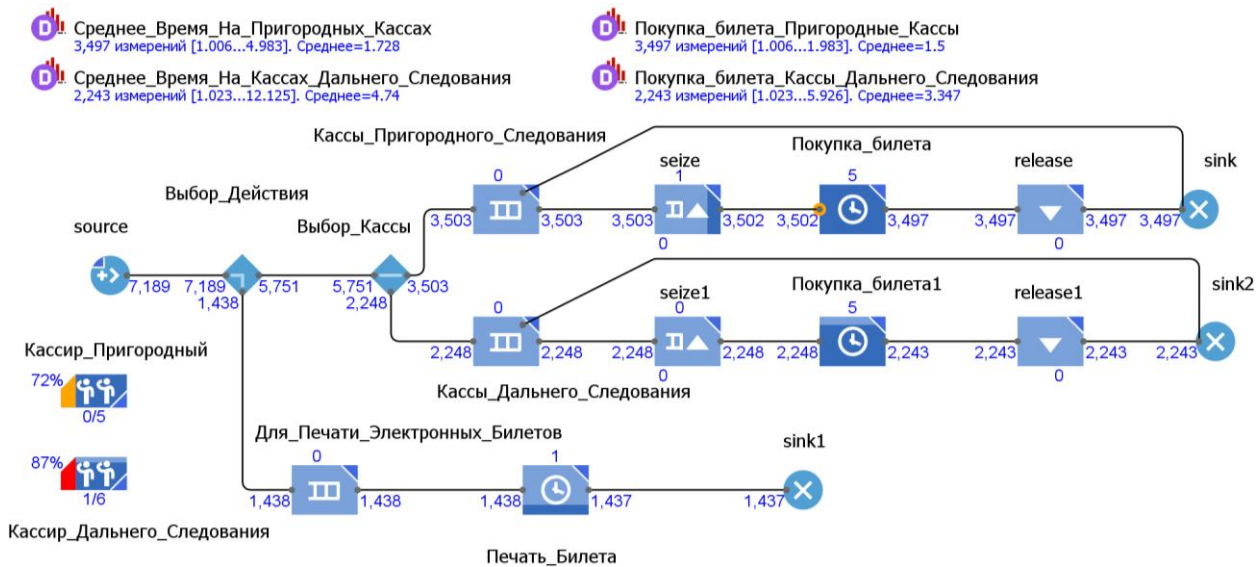 Среднее_Время_На_Пригородных_Кассах
3,497 измерений [1.006...4.983]. Среднее=1.728
Покупка_билета_Пригородные_Кассы
3,497 измерений [1.006...1.983]. Среднее=1.5
Среднее_Время_На_Кассах_Дальнего_Следования
2,243 измерений [1.023...12.125]. Среднее=4.74
Покупка_билета_Кассы_Дальнего_Следования
2,243 измерений [1.023...5.926]. Среднее=3.347
Кассы_Пригородного_Следования
Покупка_билета
seize
release
sink
0
1
5
Выбор_Действия
source
Выбор_Кассы
3,503
3,503
3,503
3,502
3,502
3,497
3,497
3,497
3,497
0
0
7,189
7,189
5,751
5,751
3,503
1,438
2,248
Покупка_билета1
seize1
release1
sink2
0
0
5
Кассир_Пригородный
2,248
2,248
2,248
2,248
2,248
2,243
2,243
2,243
2,243
0
0
72%
0/5
Кассы_Дальнего_Следования
Для_Печати_Электронных_Билетов
sink1
0
1
87%
1/6
1,438
1,438
1,438
1,437
1,437
Кассир_Дальнего_Следования
Печать_Билета